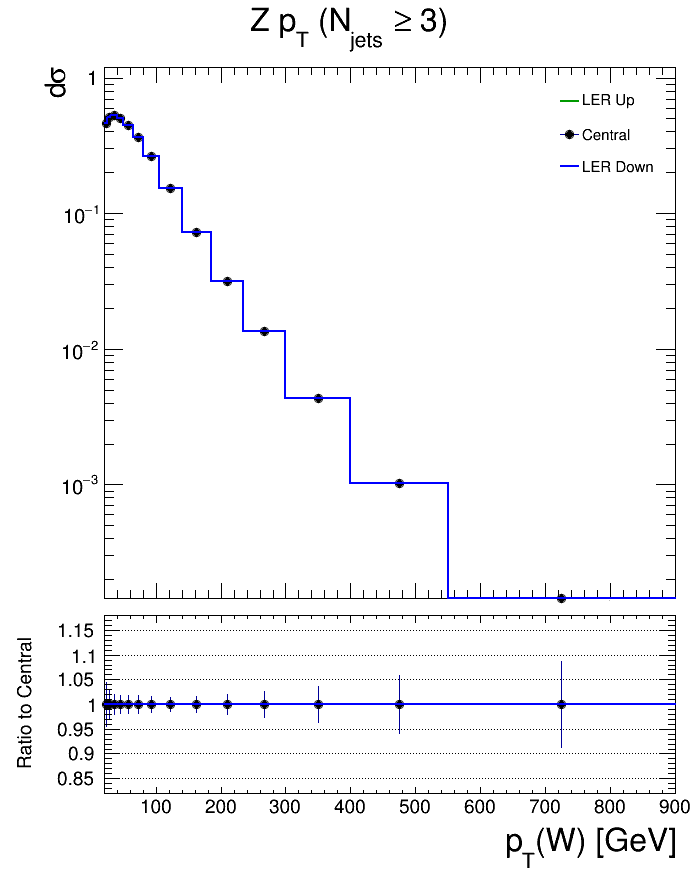 Z p_T (N_jets ≥ 3)
dσ
LER Up
Central
LER Down
1
10⁻¹
10⁻²
10⁻³
Ratio to Central
1.15
1.1
1.05
1
0.95
0.9
0.85
100 200 300 400 500 600 700 800 900
p_T(W) [GeV]